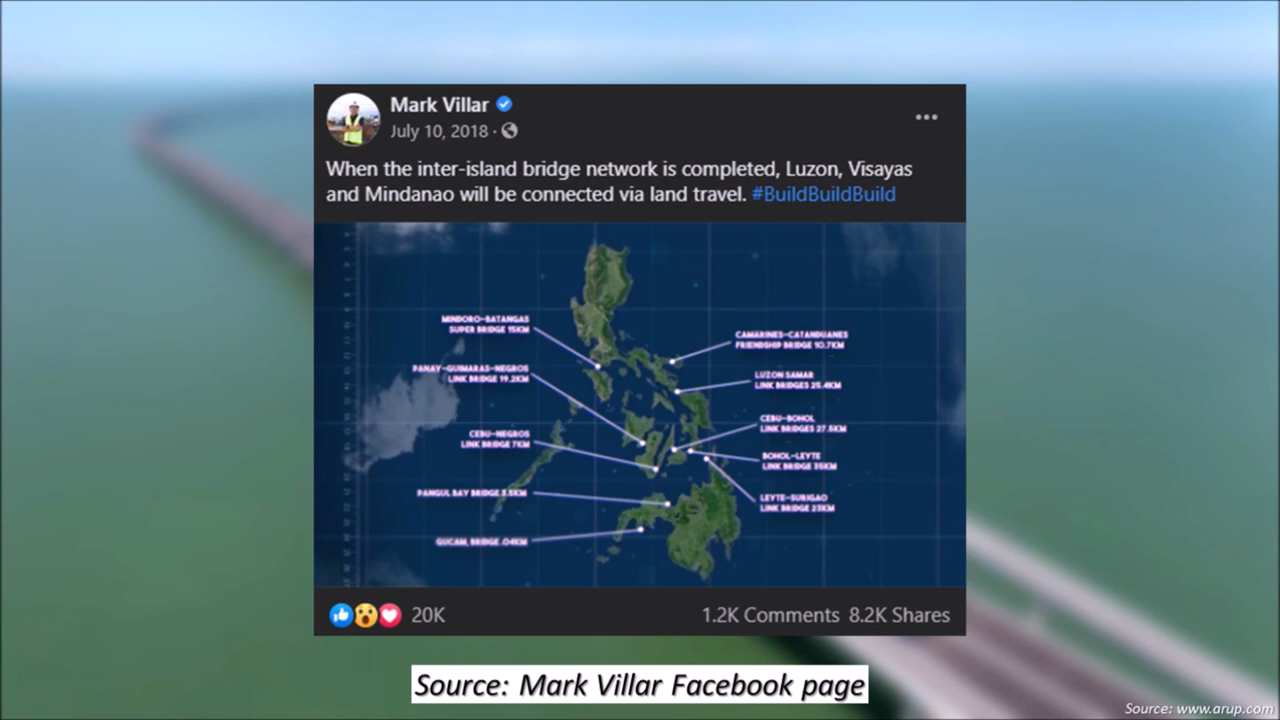 Mark Villar
July 10, 2018 ·
When the inter-island bridge network is completed, Luzon, Visayas
and Mindanao will be connected via land travel. #BuildBuildBuild
MINDORO-BATANGAS
SUPER BRIDGE 15KM
PANAY-GUIMARAS-NEGROS
LINK BRIDGE 19.2KM
CEBU-NEGROS
LINK BRIDGE 7KM
PANGUIL BAY BRIDGE 3.5KM
BRIDGE .04KM
CAMARINES-CATANDUANES
FRIENDSHIP BRIDGE 10.7KM
LUZON SAMAR
LINK BRIDGES 25.4KM
CEBU-BOHOL
LINK BRIDGES 27.5KM
BOHOL-LEYTE
LINK BRIDGE 35KM
LEYTE-SURIGAO
LINK BRIDGE 23KM
20K
1.2K Comments 8.2K Shares
Source: Mark Villar Facebook page
Source: www.arup.com